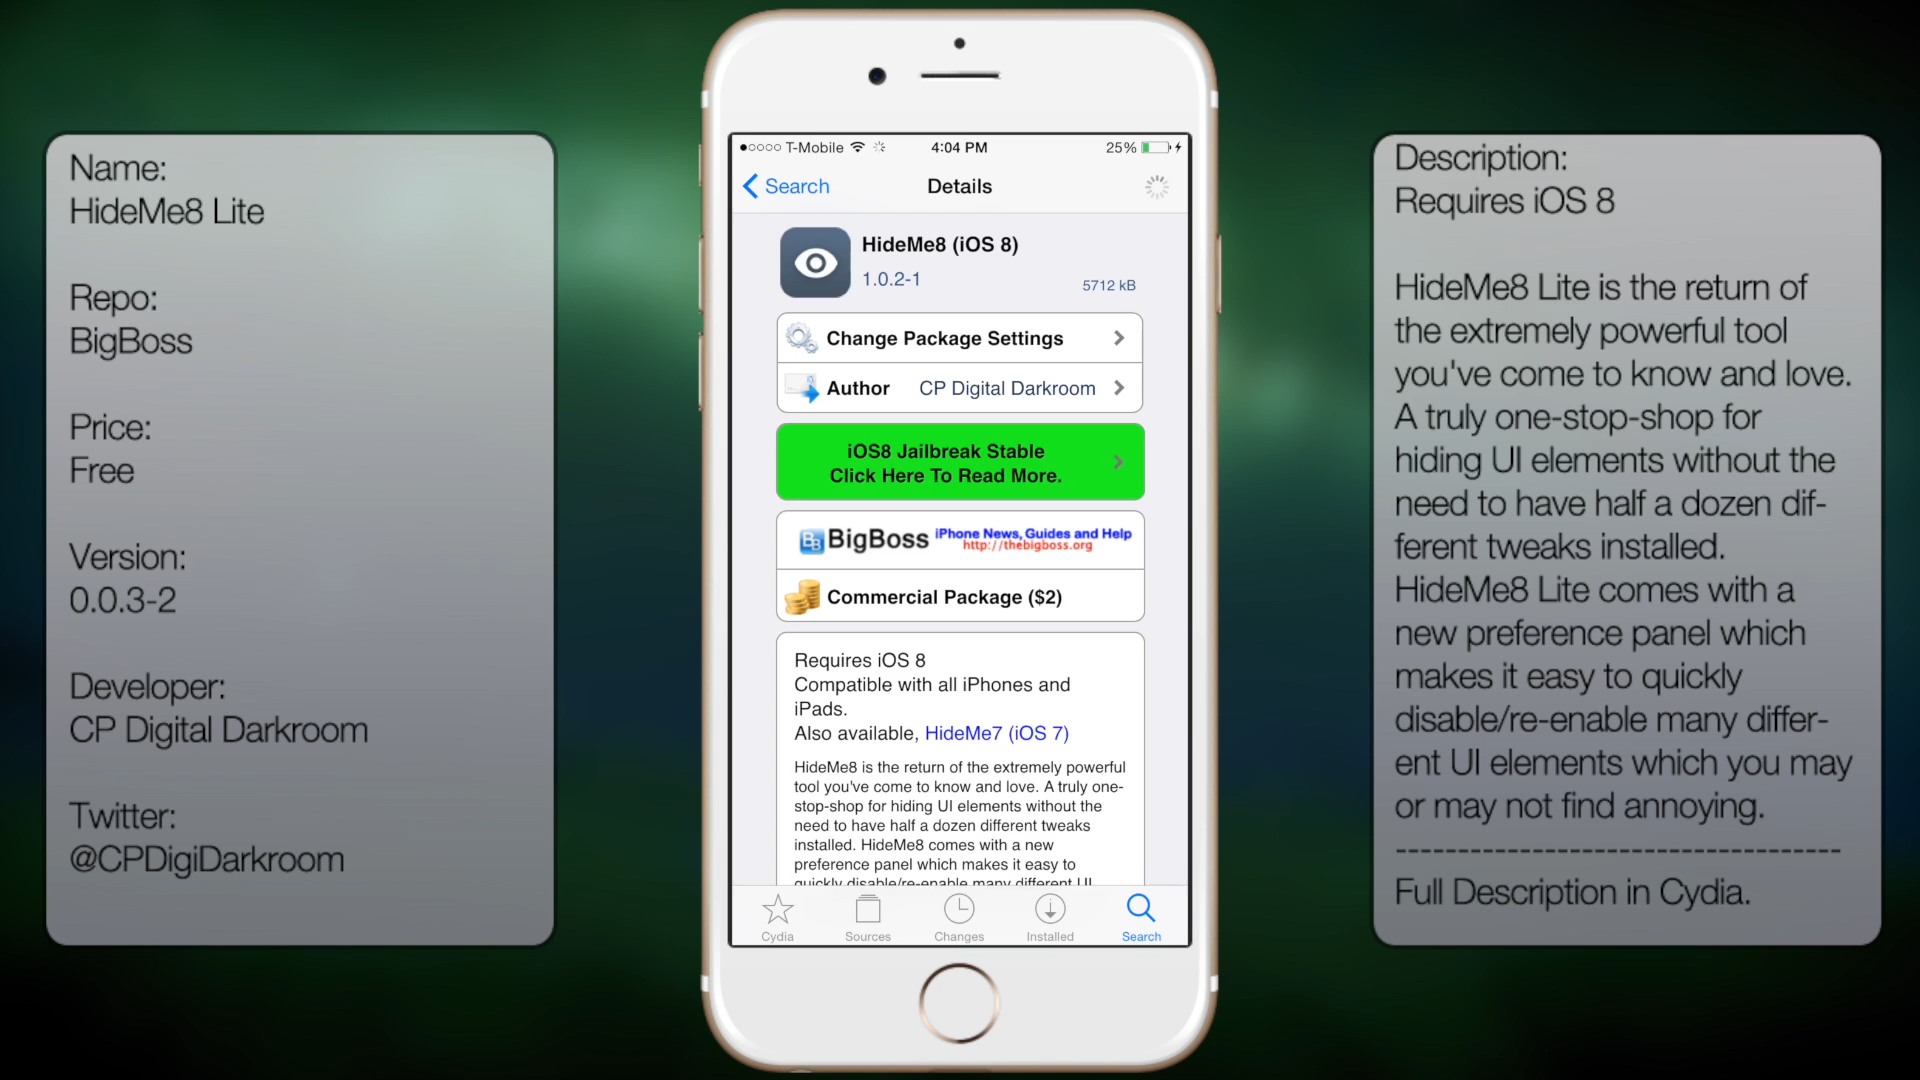 Name:
HideMe8 Lite
Repo:
BigBoss
Price:
Free
Version:
0.0.3-2
Developer:
CP Digital Darkroom
Twitter:
@CPDigiDarkroom
T-Mobile 4:04 PM 25%
Search Details
HideMe8 (iOS 8)
1.0.2-1 5712 kB
Change Package Settings
Author CP Digital Darkroom
iOS8 Jailbreak Stable
Click Here To Read More.
BB BigBoss iPhone News, Guides and Help
http://thebigboss.org
Commercial Package ($2)
Requires iOS 8
Compatible with all iPhones and
iPads.
Also available, HideMe7 (iOS 7)
HideMe8 is the return of the extremely powerful
tool you've come to know and love. A truly one-
stop-shop for hiding UI elements without the
need to have half a dozen different tweaks
installed. HideMe8 comes with a new
preference panel which makes it easy to
quickly disable/re-enable many different UI
Cydia Sources Changes Installed Search
Description:
Requires iOS 8
HideMe8 Lite is the return of
the extremely powerful tool
you've come to know and love.
A truly one-stop-shop for
hiding UI elements without the
need to have half a dozen dif-
ferent tweaks installed.
HideMe8 Lite comes with a
new preference panel which
makes it easy to quickly
disable/re-enable many differ-
ent UI elements which you may
or may not find annoying.
------------------------------------
Full Description in Cydia.